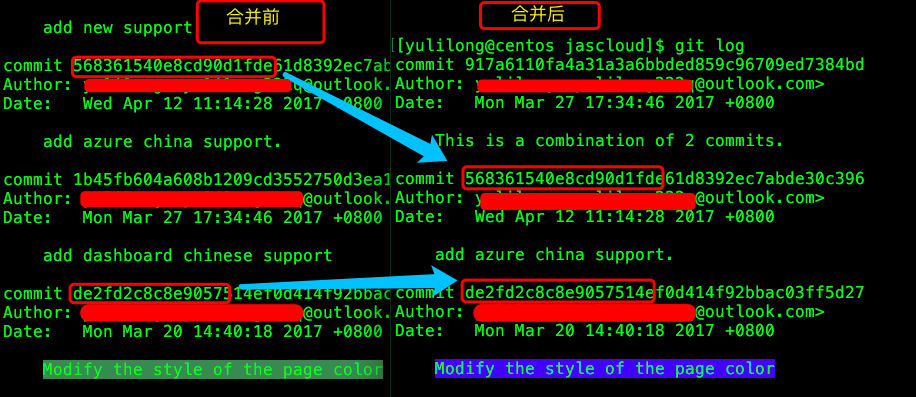 合并前
add new support
commit 568361540e8cd90d1fde61d8392ec7ab
Author: @outlook.
Date: Wed Apr 12 11:14:28 2017 +0800
add azure china support.
commit 1b45fb604a608b1209cd3552750d3ea1
Author: @outlook.
Date: Mon Mar 27 17:34:46 2017 +0800
add dashboard chinese support
commit de2fd2c8c8e9057514ef0d414f92bbac
Author: @outlook.
Date: Mon Mar 20 14:40:18 2017 +0800
Modify the style of the page color
合并后
[[yulilong@centos jascloud]$ git log
commit 917a6110fa4a31a3a6bbded859c96709ed7384bd
Author: @outlook.com>
Date: Mon Mar 27 17:34:46 2017 +0800
This is a combination of 2 commits.
commit 568361540e8cd90d1fde61d8392ec7abde30c396
Author: @outlook.com>
Date: Wed Apr 12 11:14:28 2017 +0800
add azure china support.
commit de2fd2c8c8e9057514ef0d414f92bbac03ff5d27
Author: @outlook.com>
Date: Mon Mar 20 14:40:18 2017 +0800
Modify the style of the page color